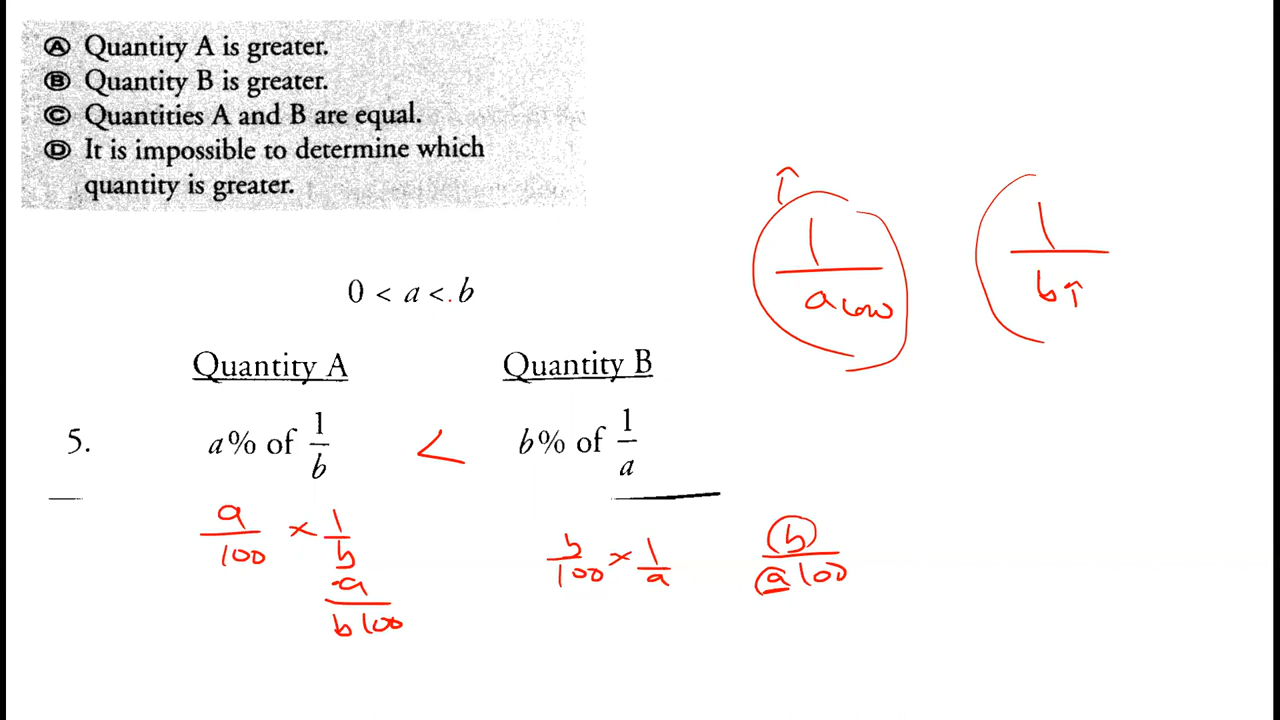 Ⓐ Quantity A is greater.
Ⓑ Quantity B is greater.
Ⓒ Quantities A and B are equal.
Ⓓ It is impossible to determine which
quantity is greater.
↑
1/a low
1/b↑
0 < a < b
Quantity A Quantity B
5. a% of 1/b < b% of 1/a
a/100 × 1/b
a/b100
b/100 × 1/a
b/a100